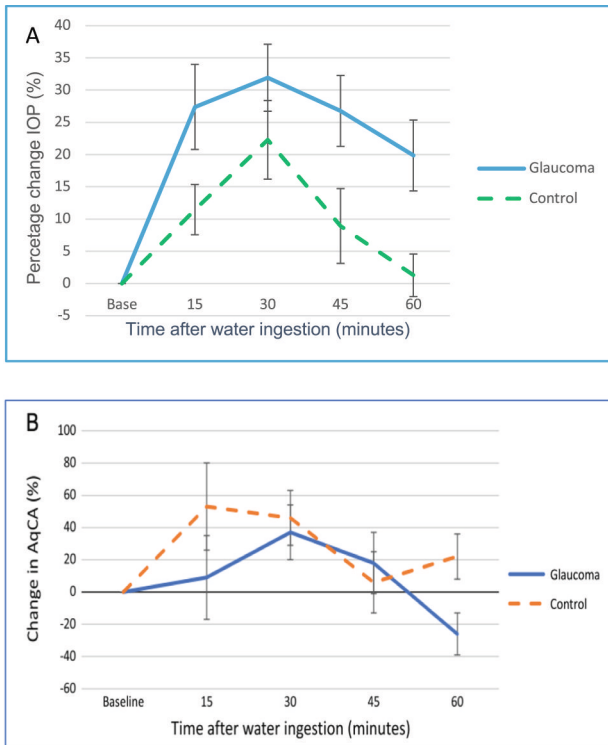 A
40
35
30
25
20
15
10
5
0
-5
Percetage change IOP (%)
Base 15 30 45 60
Time after water ingestion (minutes)
Glaucoma
Control
B
100
80
60
40
20
0
-20
-40
-60
Change in AqCA (%)
Baseline 15 30 45 60
Time after water ingestion (minutes)
Glaucoma
Control